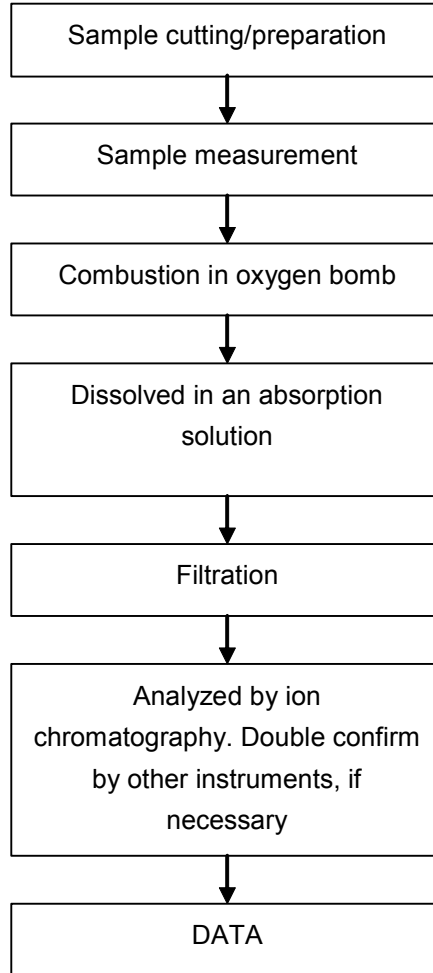 Sample cutting/preparation
Sample measurement
Combustion in oxygen bomb
Dissolved in an absorption
solution
Filtration
Analyzed by ion
chromatography. Double confirm
by other instruments, if
necessary
DATA